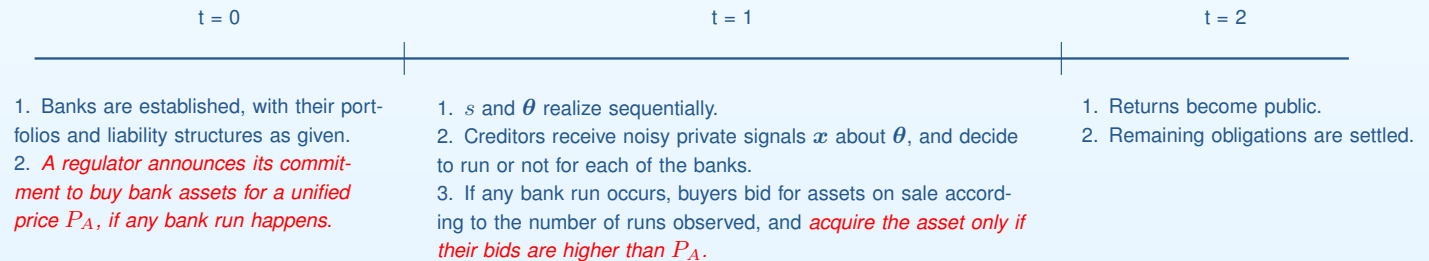 t = 0
t = 1
t = 2
1. Banks are established, with their port-
folios and liability structures as given.
2. A regulator announces its commit-
ment to buy bank assets for a unified
price P_A, if any bank run happens.
1. s and θ realize sequentially.
2. Creditors receive noisy private signals x about θ, and decide
to run or not for each of the banks.
3. If any bank run occurs, buyers bid for assets on sale accord-
ing to the number of runs observed, and acquire the asset only if
their bids are higher than P_A.
1. Returns become public.
2. Remaining obligations are settled.